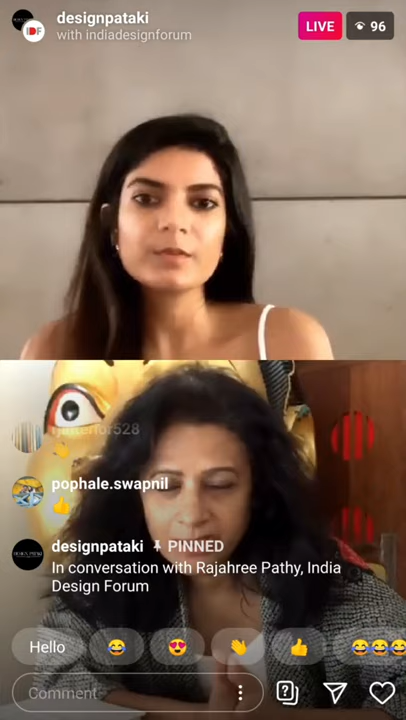 designpataki
with indiadesignforum
LIVE
96
IDF
pophale.swapnil
designpataki PINNED
In conversation with Rajahree Pathy, India
Design Forum
Hello
Comment